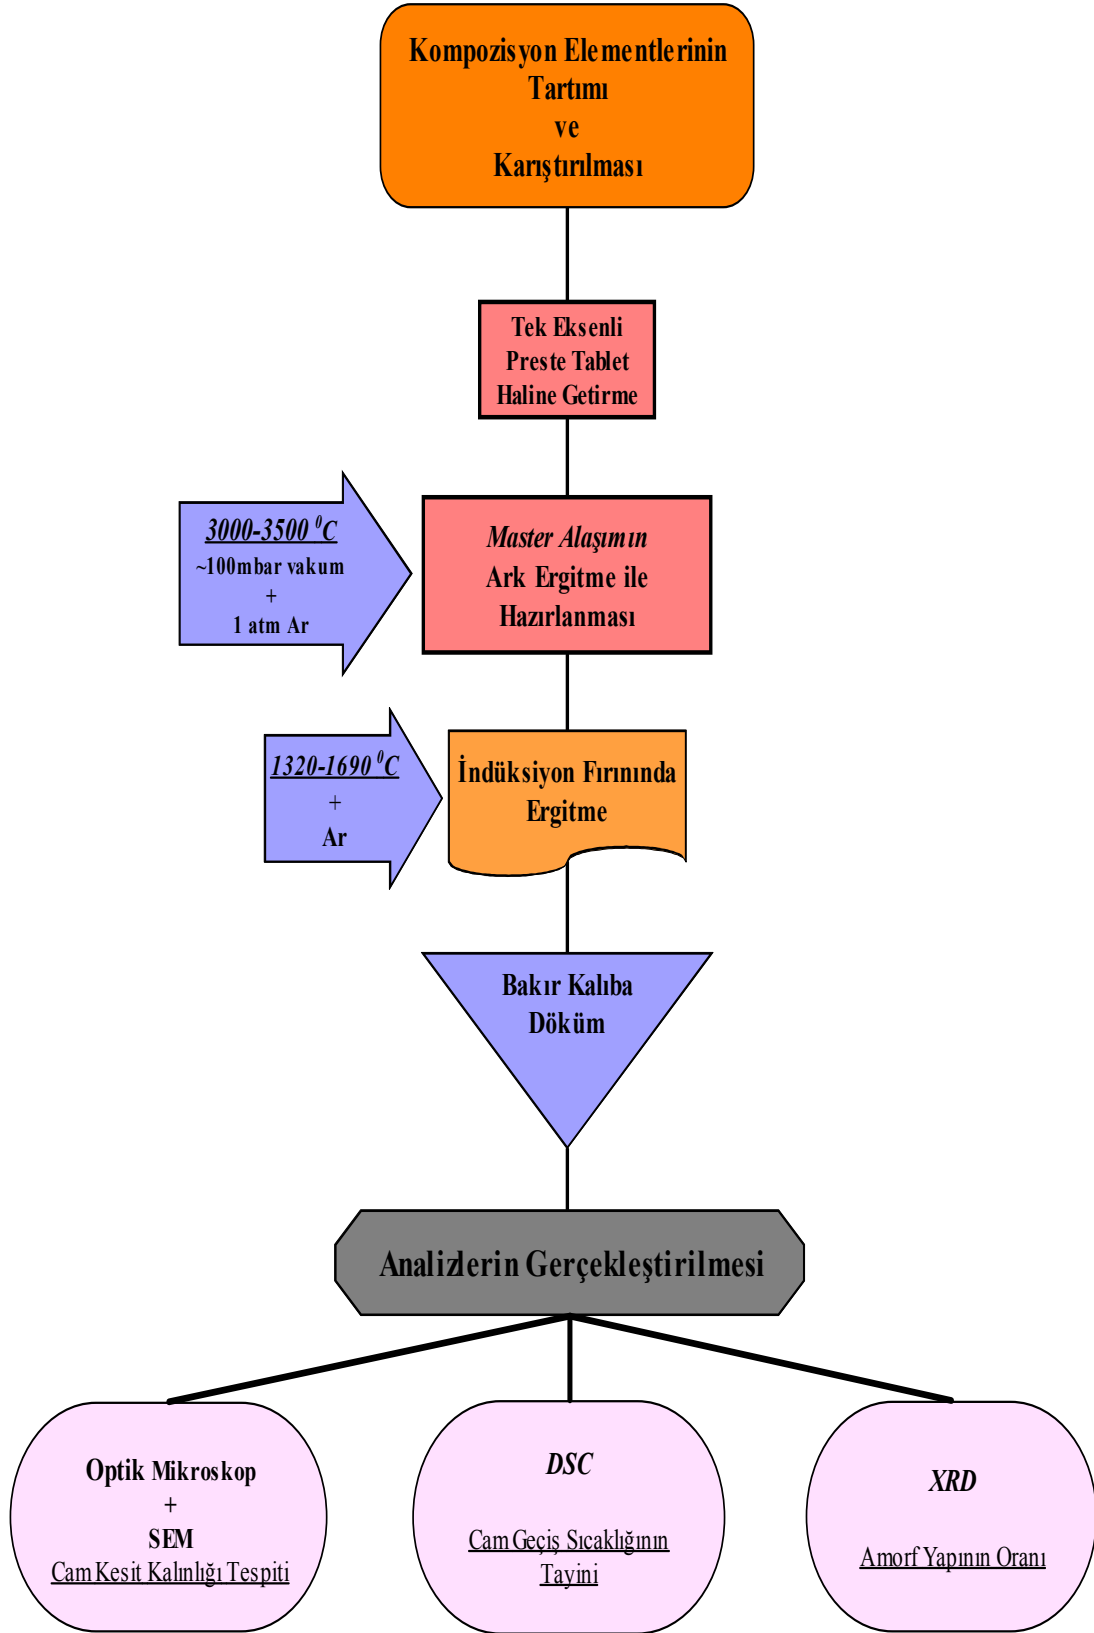 Kompozisyon Elementlerinin
Tartımı
ve
Karıştırılması
Tek Eksenli
Preste Tablet
Haline Getirme
3000-3500 ⁰C
~100mbar vakum
+
1 atm Ar
Master Alaşımın
Ark Ergitme ile
Hazırlanması
1320-1690 ⁰C
+
Ar
İndüksiyon Fırınında
Ergitme
Bakır Kalıba
Döküm
Analizlerin Gerçekleştirilmesi
Optik Mikroskop
+
SEM
Cam Kesit Kalınlığı Tespiti
DSC
Cam Geçiş Sıcaklığının
Tayini
XRD
Amorf Yapının Oranı